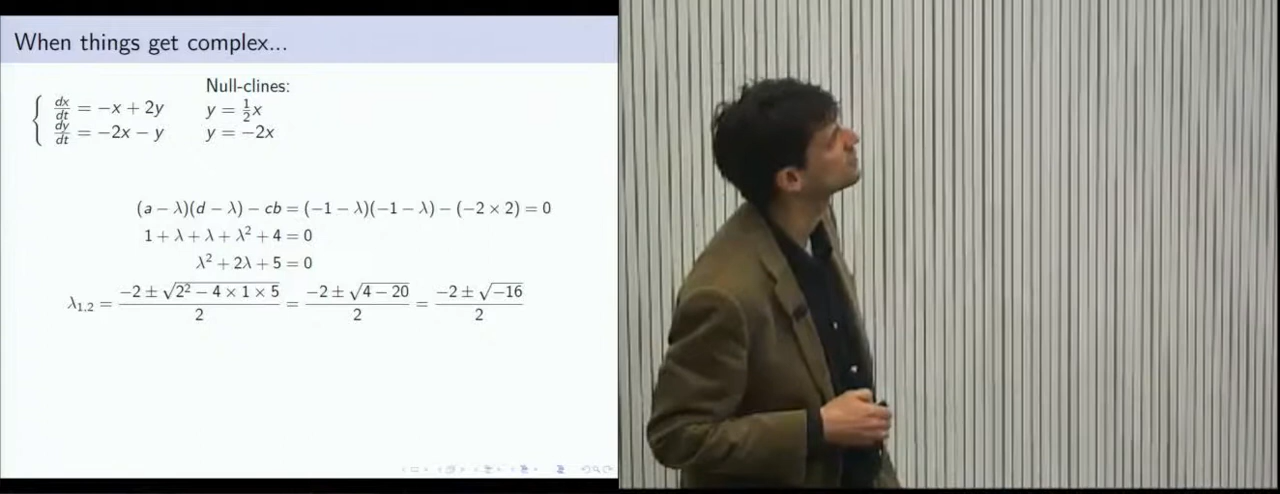 When things get complex...
Null-clines:
{ dx/dt = −x + 2y    y = 1/2 x
dy/dt = −2x − y    y = −2x
(a − λ)(d − λ) − cb = (−1 − λ)(−1 − λ) − (−2 × 2) = 0
1 + λ + λ + λ² + 4 = 0
λ² + 2λ + 5 = 0
λ₁,₂ = (−2 ± √(2² − 4 × 1 × 5))/2 = (−2 ± √(4 − 20))/2 = (−2 ± √(−16))/2